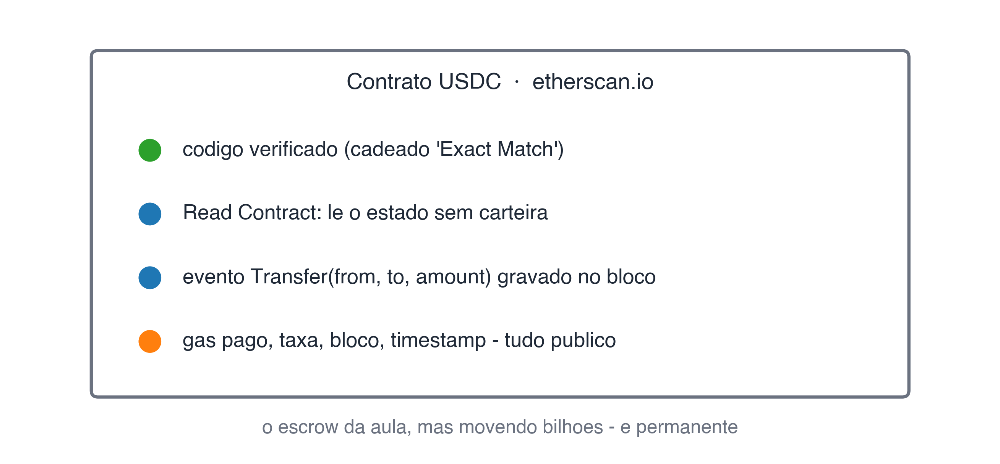 Contrato USDC · etherscan.io
codigo verificado (cadeado 'Exact Match')
Read Contract: le o estado sem carteira
evento Transfer(from, to, amount) gravado no bloco
gas pago, taxa, bloco, timestamp - tudo publico
o escrow da aula, mas movendo bilhoes - e permanente